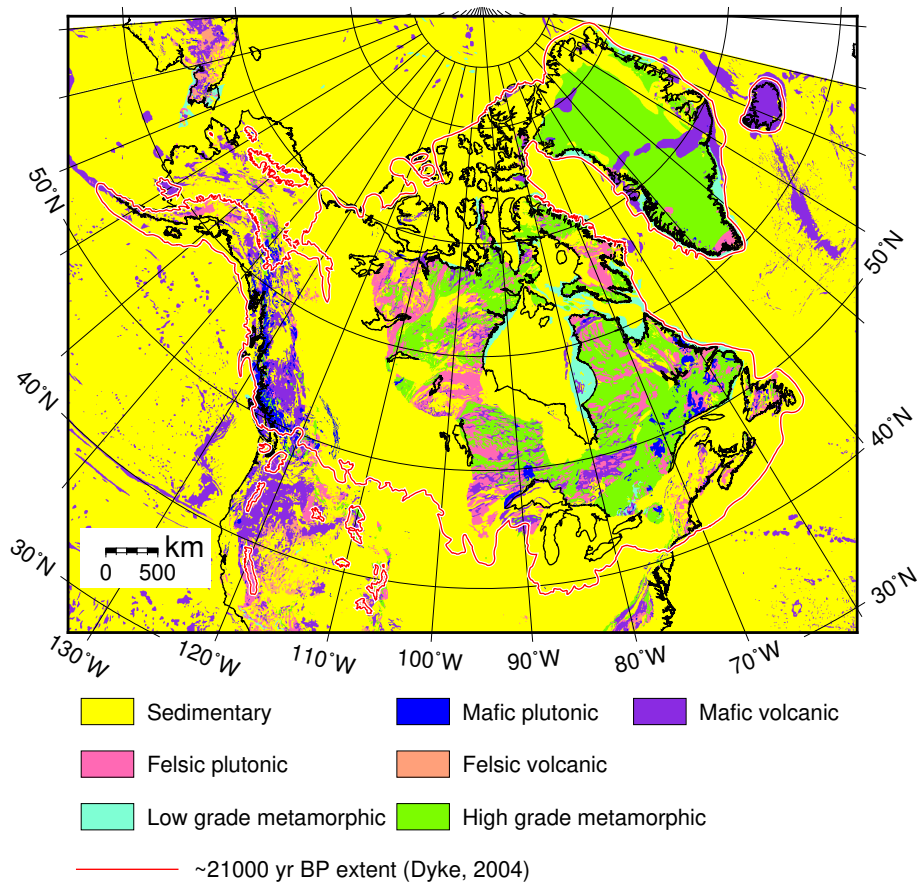 50°N
40°N
30°N
50°N
40°N
30°N
km
0 500
130°W 120°W 110°W 100°W 90°W 80°W 70°W
Sedimentary Mafic plutonic Mafic volcanic
Felsic plutonic Felsic volcanic
Low grade metamorphic High grade metamorphic
~21000 yr BP extent (Dyke, 2004)